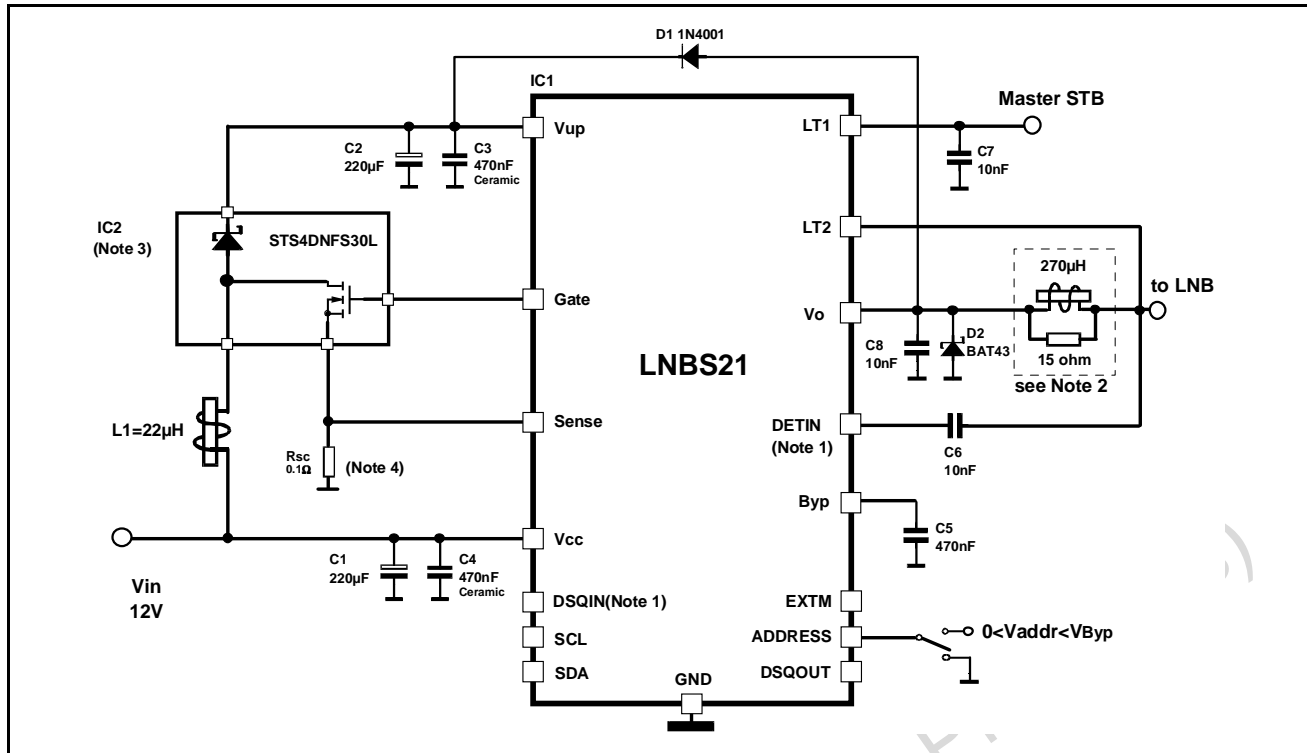 D1 1N4001
IC1
Master STB
Vup
LT1
C2
220µF
C3
470nF
Ceramic
C7
10nF
IC2
(Note 3)
STS4DNFS30L
LT2
270µH
to LNB
Gate
Vo
C8
10nF
D2
BAT43
15 ohm
see Note 2
LNBS21
L1=22µH
Sense
DETIN
(Note 1)
C6
10nF
Rsc
0.1Ω
(Note 4)
Byp
C5
470nF
Vcc
C1
220µF
C4
470nF
Ceramic
Vin
12V
DSQIN(Note 1)
EXTM
SCL
ADDRESS
0<Vaddr<VByp
SDA
DSQOUT
GND